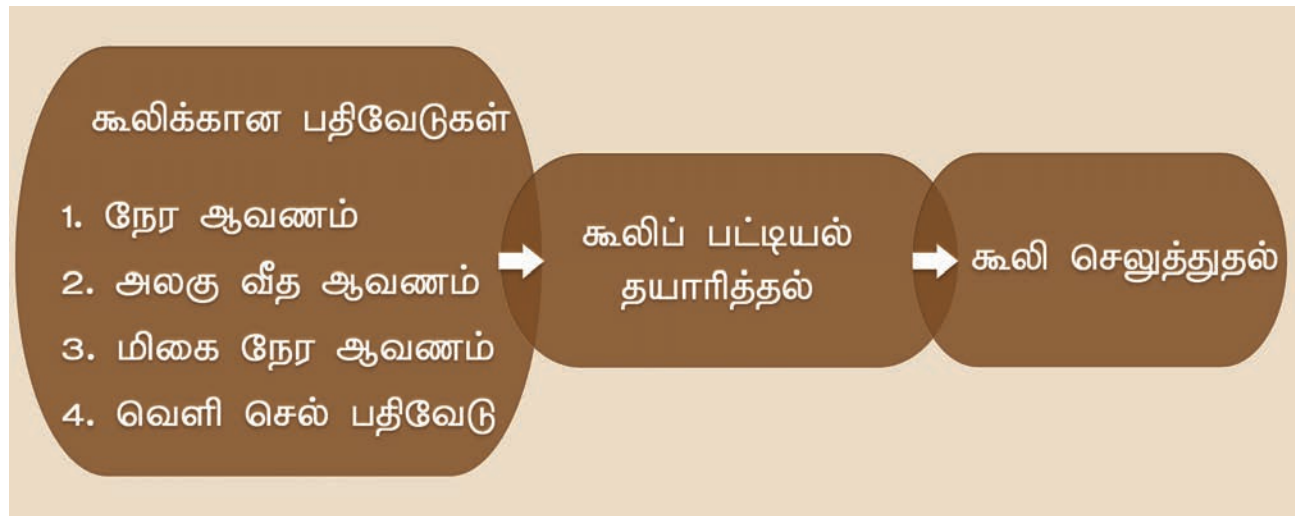 கூலிக்கான பதிவேடுகள்
1. நேர ஆவணம்
2. அலகு வீத ஆவணம்
3. மிகை நேர ஆவணம்
4. வெளி செல் பதிவேடு
கூலிப் பட்டியல்
தயாரித்தல்
கூலி செலுத்துதல்